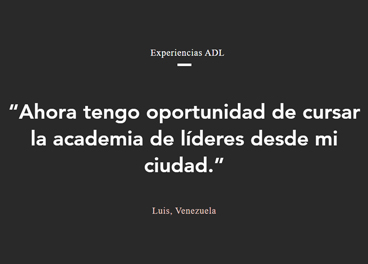 Experiencias ADL
”Ahora tengo oportunidad de cursar
la academia de líderes desde mi
ciudad.”
Luis, Venezuela